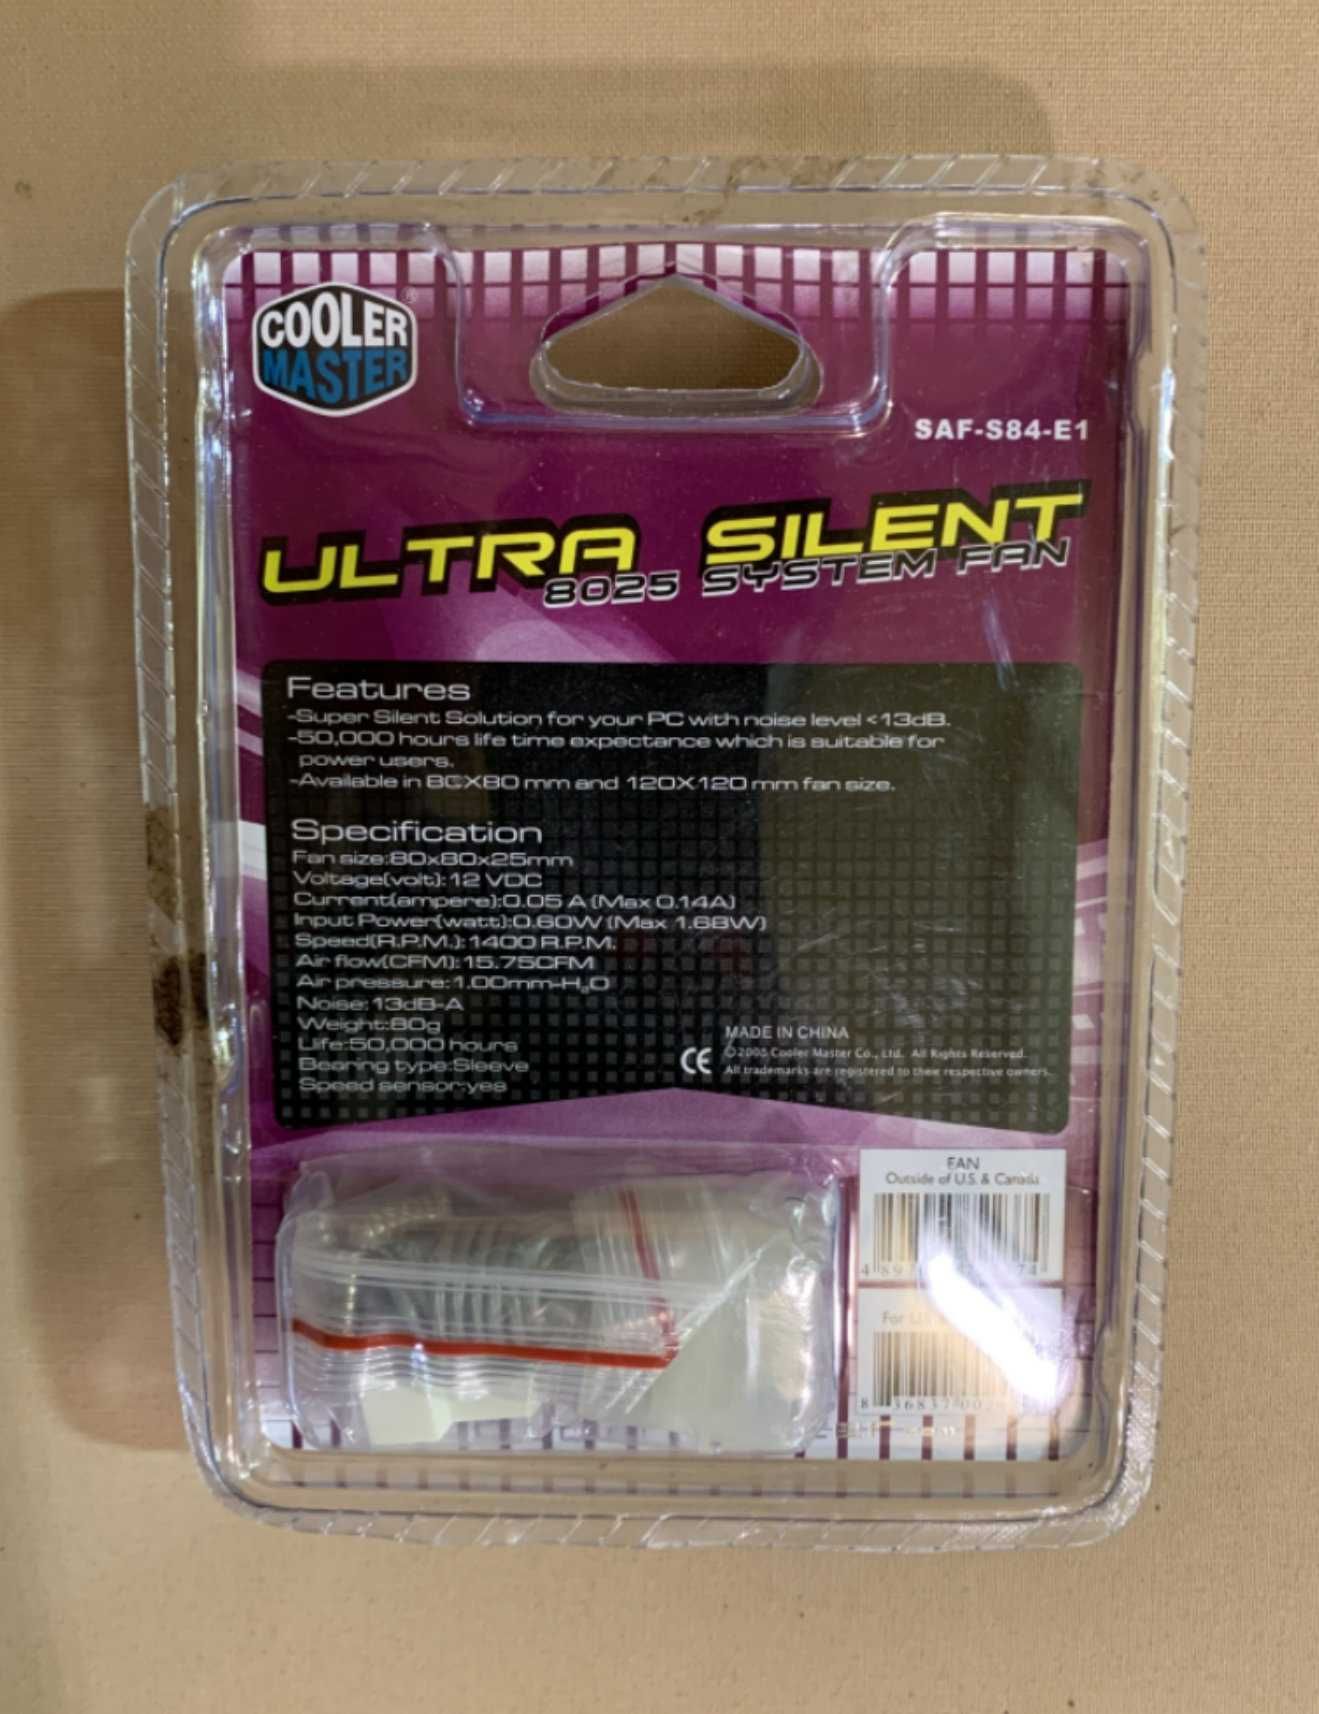 COOLER
MASTER
®
SAF-S84-E1
ULTRA SILENT
8025 SYSTEM FAN
Features
-Super Silent Solution for your PC with noise level <13dB.
-50,000 hours life time expectance which is suitable for
power users.
-Available in 80X80 mm and 120X120 mm fan size.
Specification
Fan size:80x80x25mm
Voltage(volt):12 VDC
Current(ampere):0.05 A (Max 0.14A)
Input Power(watt):0.60W (Max 1.68W)
Speed(R.P.M.):1400 R.P.M.
Air flow(CFM):15.75CFM
Air pressure:1.00mm-H₂O
Noise:13dB-A
Weight:80g
Life:50,000 hours
Bearing type:Sleeve
Speed sensor:yes
MADE IN CHINA
CE
©2005 Cooler Master Co., Ltd. All Rights Reserved.
All trademarks are registered to their respective owners.
EAN
Outside of U.S. & Canada
For